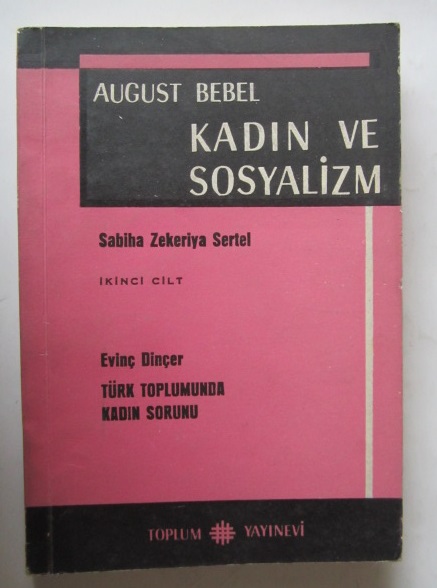 AUGUST BEBEL
KADIN VE
SOSYALİZM
Sabiha Zekeriya Sertel
İKİNCİ CİLT
Evinç Dinçer
TÜRK TOPLUMUNDA
KADIN SORUNU
TOPLUM YAYINEVİ